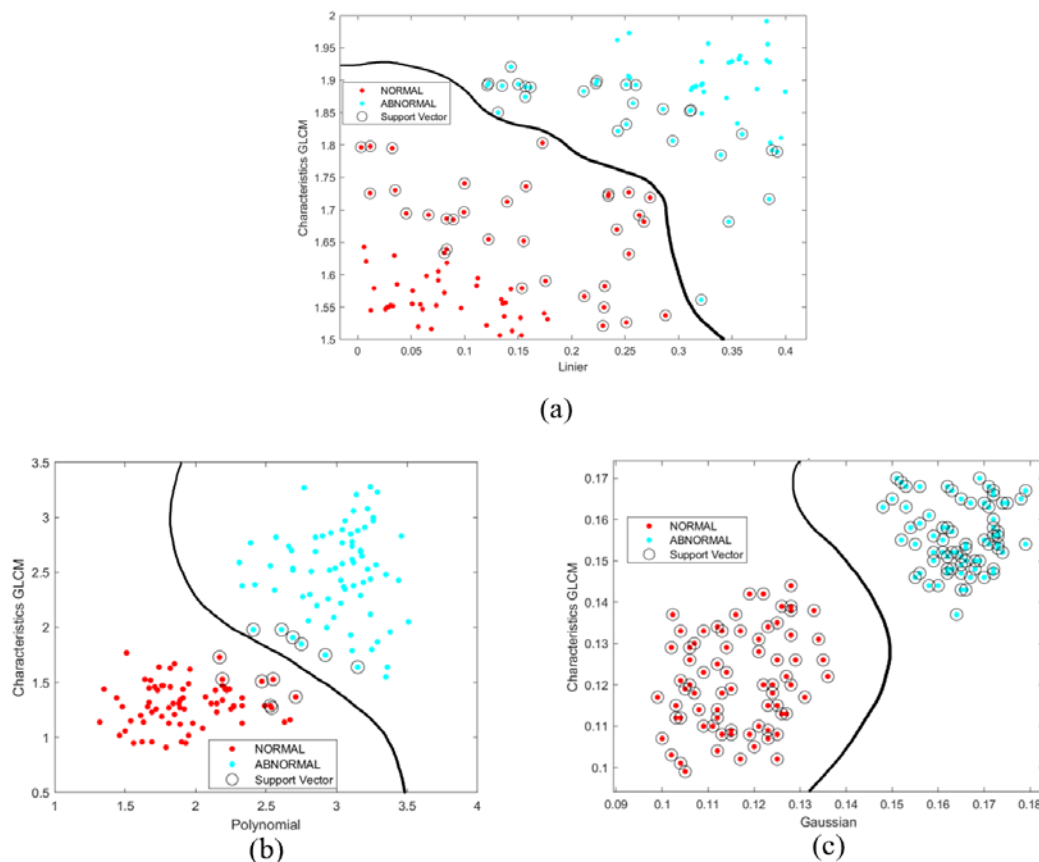 2
1.95
1.9
1.85
1.8
1.75
1.7
1.65
1.6
1.55
1.5
Characteristics GLCM
NORMAL
ABNORMAL
Support Vector
0 0.05 0.1 0.15 0.2 0.25 0.3 0.35 0.4
Linier
(a)
3.5
3
2.5
2
1.5
1
0.5
Characteristics GLCM
NORMAL
ABNORMAL
Support Vector
1 1.5 2 2.5 3 3.5 4
Polynomial
(b)
0.17
0.16
0.15
0.14
0.13
0.12
0.11
0.1
Characteristics GLCM
NORMAL
ABNORMAL
Support Vector
0.09 0.1 0.11 0.12 0.13 0.14 0.15 0.16 0.17 0.18
Gaussian
(c)